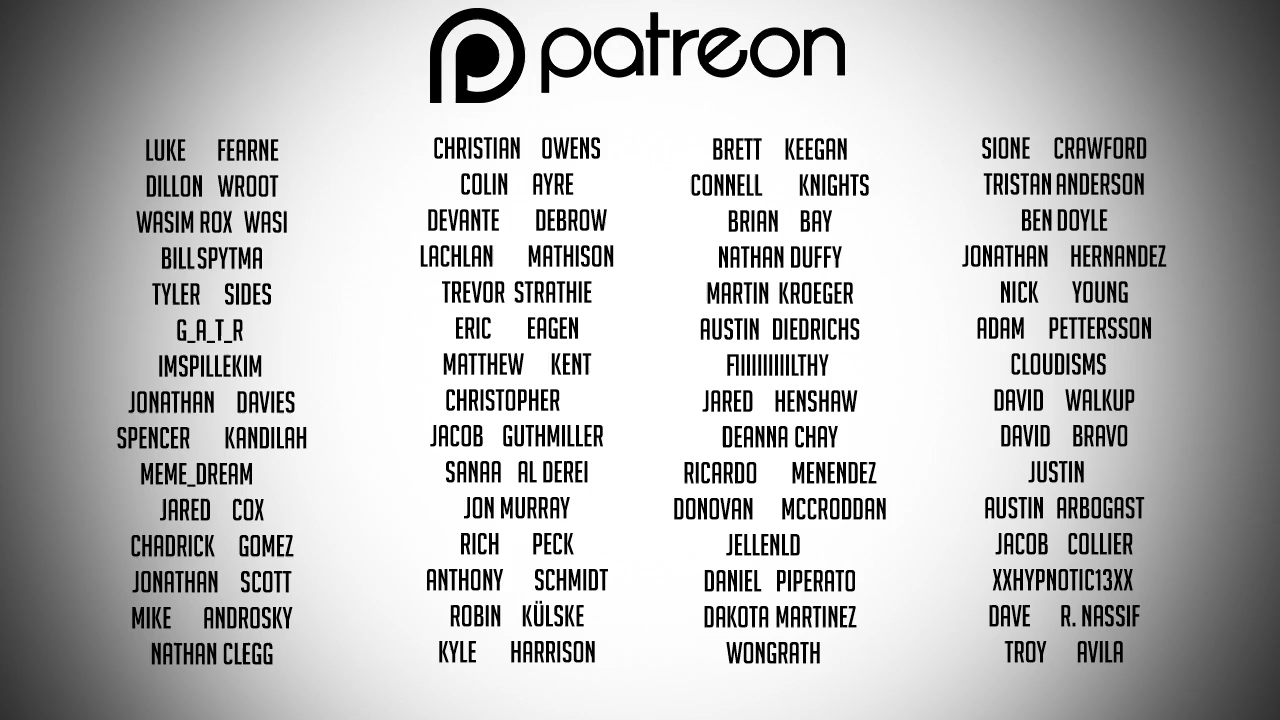 patreon
LUKE FEARNE
DILLON WROOT
WASIM ROX WASI
BILL SPYTMA
TYLER SIDES
G_A_T_R
IMSPILLEKIM
JONATHAN DAVIES
SPENCER KANDILAH
MEME_DREAM
JARED COX
CHADRICK GOMEZ
JONATHAN SCOTT
MIKE ANDROSKY
NATHAN CLEGG
CHRISTIAN OWENS
COLIN AYRE
DEVANTE DEBROW
LACHLAN MATHISON
TREVOR STRATHIE
ERIC EAGEN
MATTHEW KENT
CHRISTOPHER
JACOB GUTHMILLER
SANAA AL DEREI
JON MURRAY
RICH PECK
ANTHONY SCHMIDT
ROBIN KÜLSKE
KYLE HARRISON
BRETT KEEGAN
CONNELL KNIGHTS
BRIAN BAY
NATHAN DUFFY
MARTIN KROEGER
AUSTIN DIEDRICHS
FIIIIIIIIIILTHY
JARED HENSHAW
DEANNA CHAY
RICARDO MENENDEZ
DONOVAN MCCRODDAN
JELLENLD
DANIEL PIPERATO
DAKOTA MARTINEZ
WONGRATH
SIONE CRAWFORD
TRISTAN ANDERSON
BEN DOYLE
JONATHAN HERNANDEZ
NICK YOUNG
ADAM PETTERSSON
CLOUDISMS
DAVID WALKUP
DAVID BRAVO
JUSTIN
AUSTIN ARBOGAST
JACOB COLLIER
XXHYPNOTIC13XX
DAVE R. NASSIF
TROY AVILA